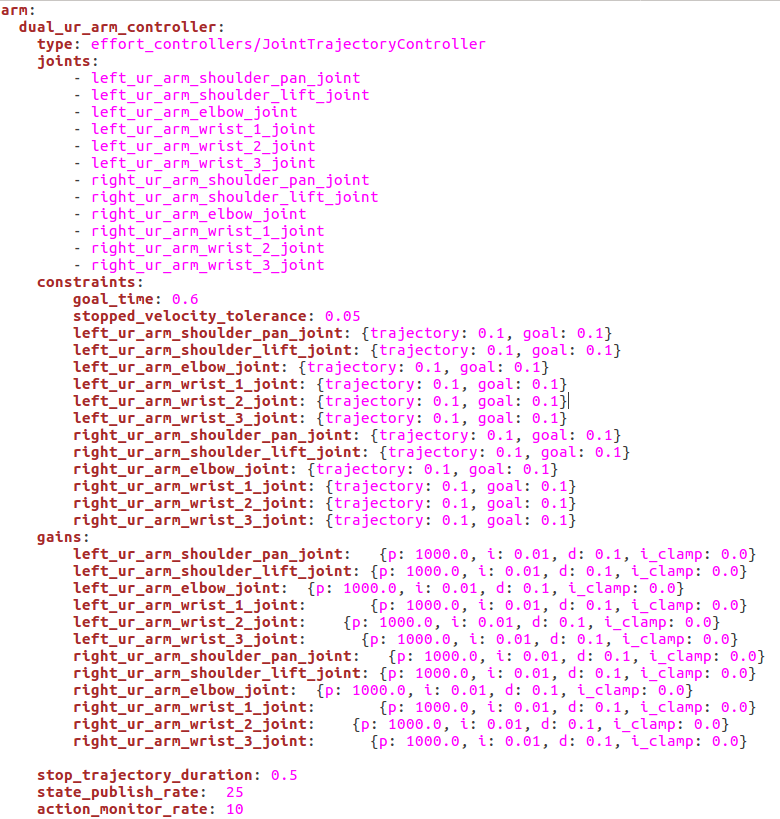 arm:
  dual_ur_arm_controller:
    type: effort_controllers/JointTrajectoryController
    joints:
        - left_ur_arm_shoulder_pan_joint
        - left_ur_arm_shoulder_lift_joint
        - left_ur_arm_elbow_joint
        - left_ur_arm_wrist_1_joint
        - left_ur_arm_wrist_2_joint
        - left_ur_arm_wrist_3_joint
        - right_ur_arm_shoulder_pan_joint
        - right_ur_arm_shoulder_lift_joint
        - right_ur_arm_elbow_joint
        - right_ur_arm_wrist_1_joint
        - right_ur_arm_wrist_2_joint
        - right_ur_arm_wrist_3_joint
    constraints:
        goal_time: 0.6
        stopped_velocity_tolerance: 0.05
        left_ur_arm_shoulder_pan_joint: {trajectory: 0.1, goal: 0.1}
        left_ur_arm_shoulder_lift_joint: {trajectory: 0.1, goal: 0.1}
        left_ur_arm_elbow_joint: {trajectory: 0.1, goal: 0.1}
        left_ur_arm_wrist_1_joint: {trajectory: 0.1, goal: 0.1}
        left_ur_arm_wrist_2_joint: {trajectory: 0.1, goal: 0.1}
        left_ur_arm_wrist_3_joint: {trajectory: 0.1, goal: 0.1}
        right_ur_arm_shoulder_pan_joint: {trajectory: 0.1, goal: 0.1}
        right_ur_arm_shoulder_lift_joint: {trajectory: 0.1, goal: 0.1}
        right_ur_arm_elbow_joint: {trajectory: 0.1, goal: 0.1}
        right_ur_arm_wrist_1_joint: {trajectory: 0.1, goal: 0.1}
        right_ur_arm_wrist_2_joint: {trajectory: 0.1, goal: 0.1}
        right_ur_arm_wrist_3_joint: {trajectory: 0.1, goal: 0.1}
    gains:
        left_ur_arm_shoulder_pan_joint:   {p: 1000.0, i: 0.01, d: 0.1, i_clamp: 0.0}
        left_ur_arm_shoulder_lift_joint: {p: 1000.0, i: 0.01, d: 0.1, i_clamp: 0.0}
        left_ur_arm_elbow_joint:  {p: 1000.0, i: 0.01, d: 0.1, i_clamp: 0.0}
        left_ur_arm_wrist_1_joint:       {p: 1000.0, i: 0.01, d: 0.1, i_clamp: 0.0}
        left_ur_arm_wrist_2_joint:    {p: 1000.0, i: 0.01, d: 0.1, i_clamp: 0.0}
        left_ur_arm_wrist_3_joint:      {p: 1000.0, i: 0.01, d: 0.1, i_clamp: 0.0}
        right_ur_arm_shoulder_pan_joint:   {p: 1000.0, i: 0.01, d: 0.1, i_clamp: 0.0}
        right_ur_arm_shoulder_lift_joint: {p: 1000.0, i: 0.01, d: 0.1, i_clamp: 0.0}
        right_ur_arm_elbow_joint:  {p: 1000.0, i: 0.01, d: 0.1, i_clamp: 0.0}
        right_ur_arm_wrist_1_joint:       {p: 1000.0, i: 0.01, d: 0.1, i_clamp: 0.0}
        right_ur_arm_wrist_2_joint:    {p: 1000.0, i: 0.01, d: 0.1, i_clamp: 0.0}
        right_ur_arm_wrist_3_joint:      {p: 1000.0, i: 0.01, d: 0.1, i_clamp: 0.0}

    stop_trajectory_duration: 0.5
    state_publish_rate:  25
    action_monitor_rate: 10